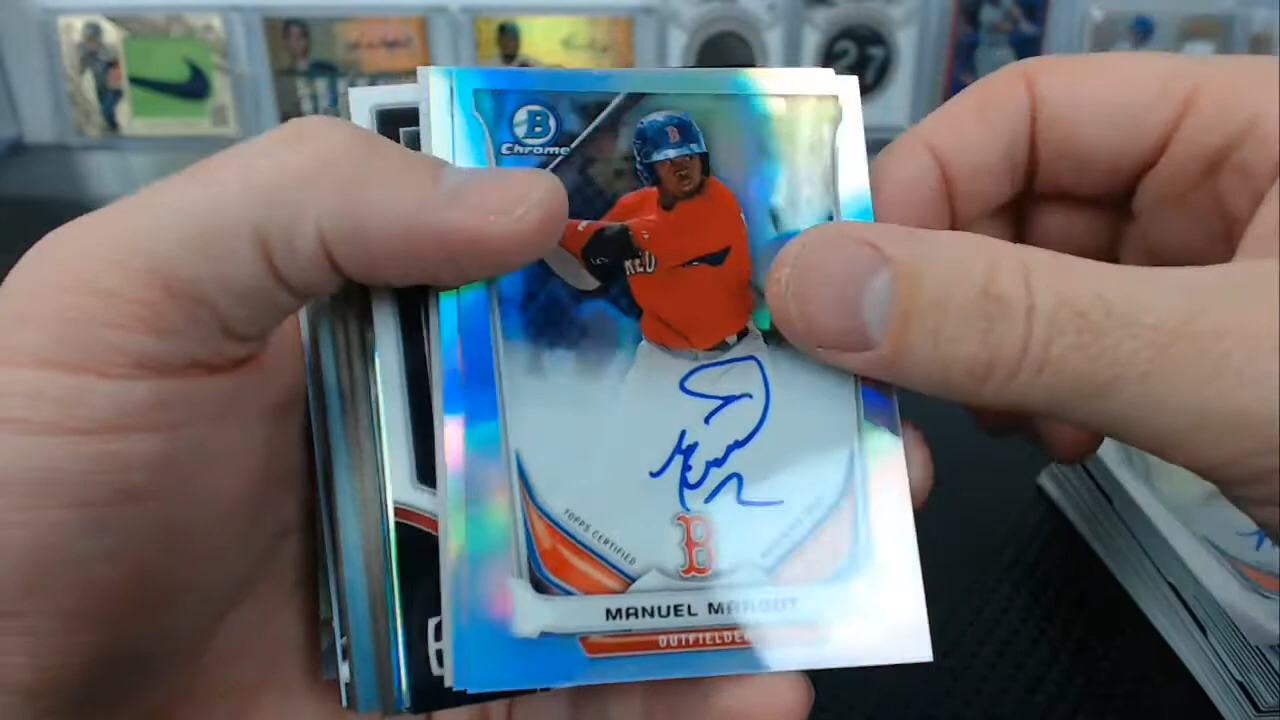 27
B
Chrome
B
TOPPS CERTIFIED
B
MANUEL MARGOT
OUTFIELDER